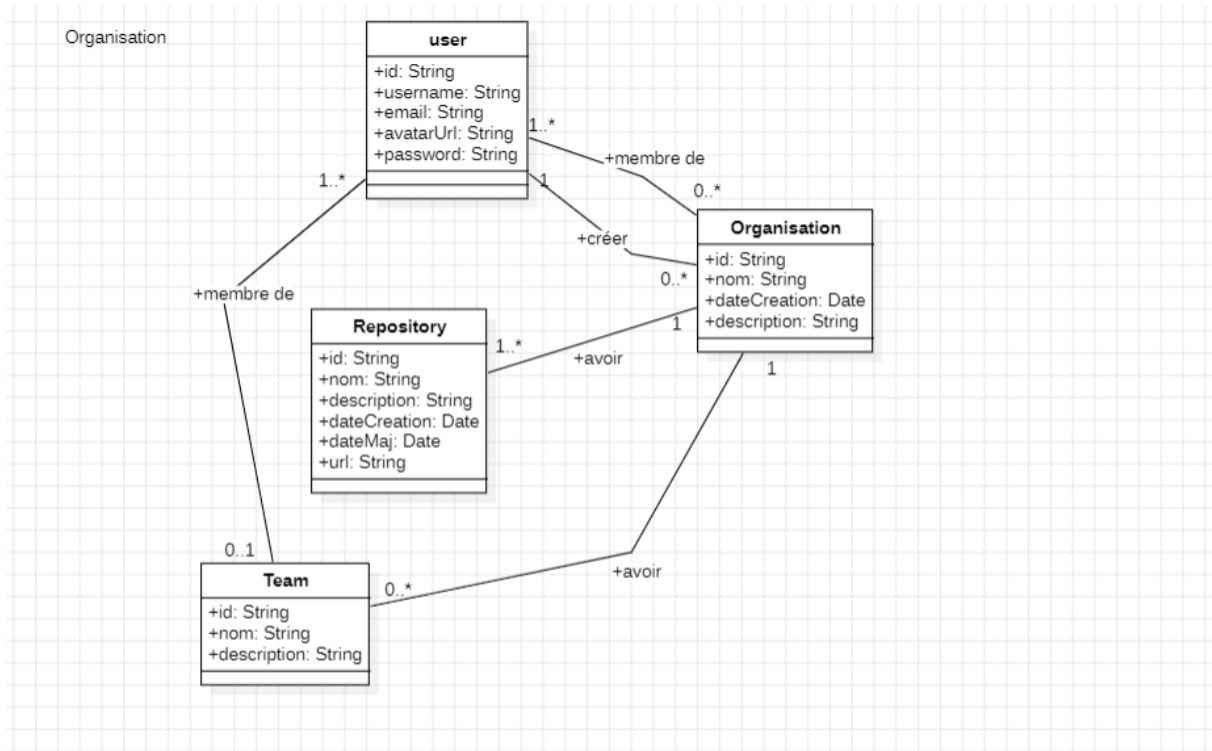 Organisation
user
+id: String
+username: String
+email: String
+avatarUrl: String
+password: String
1..*
+membre de
0..*
1
+créer
0..*
1..*
+membre de
0..1
Organisation
+id: String
+nom: String
+dateCreation: Date
+description: String
1
1
Repository
+id: String
+nom: String
+description: String
+dateCreation: Date
+dateMaj: Date
+url: String
1..*
+avoir
Team
+id: String
+nom: String
+description: String
0..*
+avoir